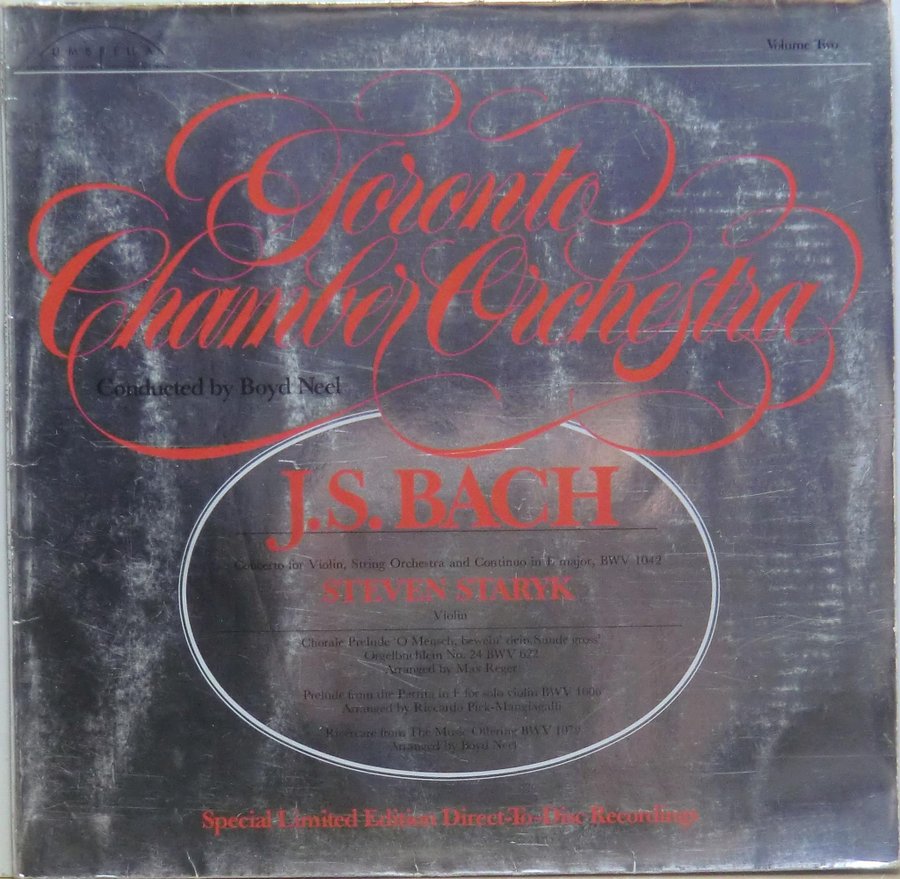 UMBRELLA
Volume Two
Toronto
Chamber Orchestra
Conducted by Boyd Neel
J.S. BACH
Concerto for Violin, String Orchestra and Continuo in E major, BWV 1042
STEVEN STARYK
Violin
Chorale Prelude 'O Mensch, bewein' dein Sünde gross'
Orgelbüchlein No. 24 BWV 622
Arranged by Max Reger
Prelude from the Partita in E for solo violin BWV 1006
Arranged by Riccardo Pick-Mangiagalli
Ricercare from The Music Offering BWV 1079
Arranged by Boyd Neel
Special Limited Edition Direct-To-Disc Recordings